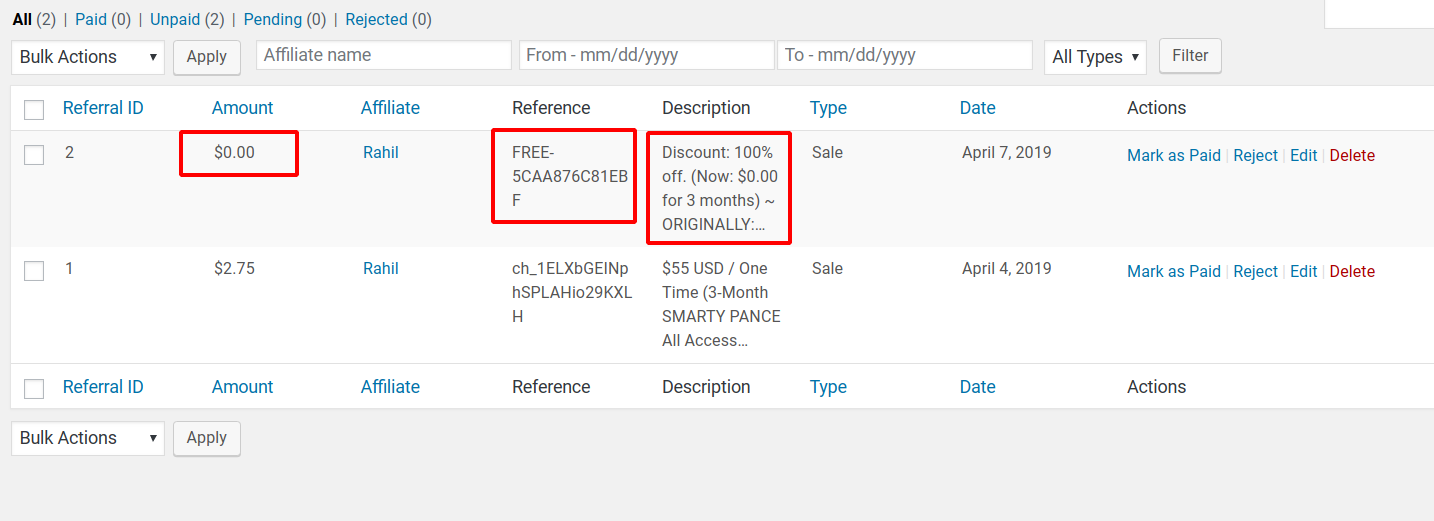 All (2) | Paid (0) | Unpaid (2) | Pending (0) | Rejected (0)
Bulk Actions Apply Affiliate name From - mm/dd/yyyy To - mm/dd/yyyy All Types Filter
Referral ID Amount Affiliate Reference Description Type Date Actions
2 $0.00 Rahil FREE- Discount: 100% Sale April 7, 2019 Mark as Paid | Reject | Edit | Delete
5CAA876C81EB off. (Now: $0.00
F for 3 months) ~
ORIGINALLY:...
1 $2.75 Rahil ch_1ELXbGEINp $55 USD / One Sale April 4, 2019 Mark as Paid | Reject | Edit | Delete
hSPLAHio29KXL Time (3-Month
H SMARTY PANCE
All Access...
Referral ID Amount Affiliate Reference Description Type Date Actions
Bulk Actions Apply